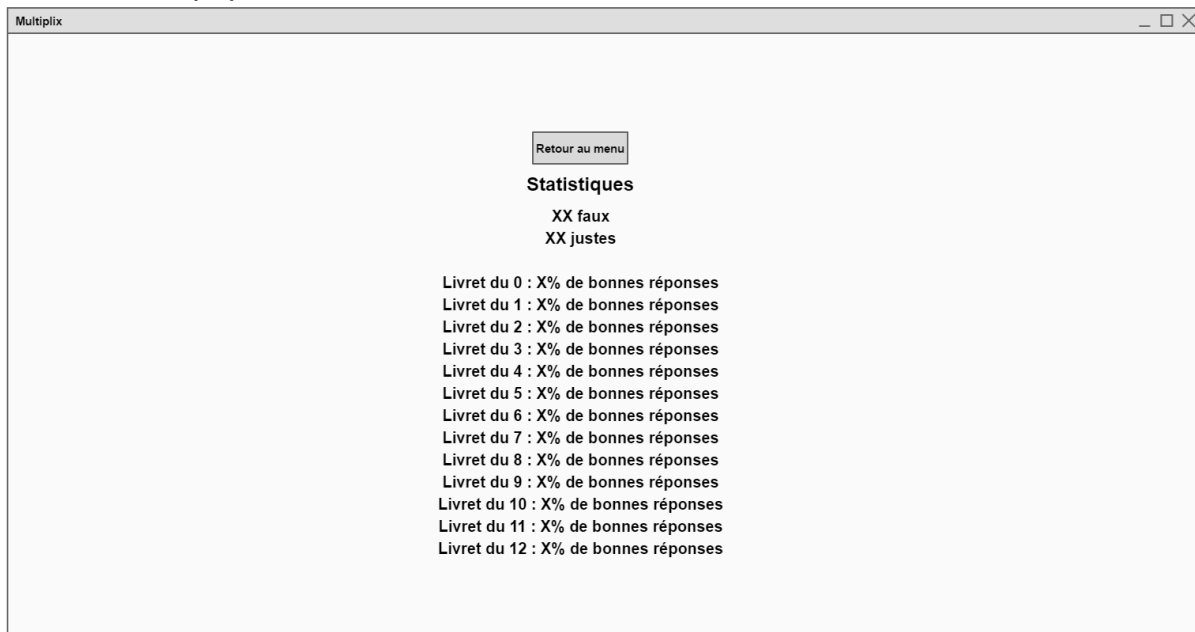 Multiplix
Retour au menu
Statistiques
XX faux
XX justes
Livret du 0 : X% de bonnes réponses
Livret du 1 : X% de bonnes réponses
Livret du 2 : X% de bonnes réponses
Livret du 3 : X% de bonnes réponses
Livret du 4 : X% de bonnes réponses
Livret du 5 : X% de bonnes réponses
Livret du 6 : X% de bonnes réponses
Livret du 7 : X% de bonnes réponses
Livret du 8 : X% de bonnes réponses
Livret du 9 : X% de bonnes réponses
Livret du 10 : X% de bonnes réponses
Livret du 11 : X% de bonnes réponses
Livret du 12 : X% de bonnes réponses